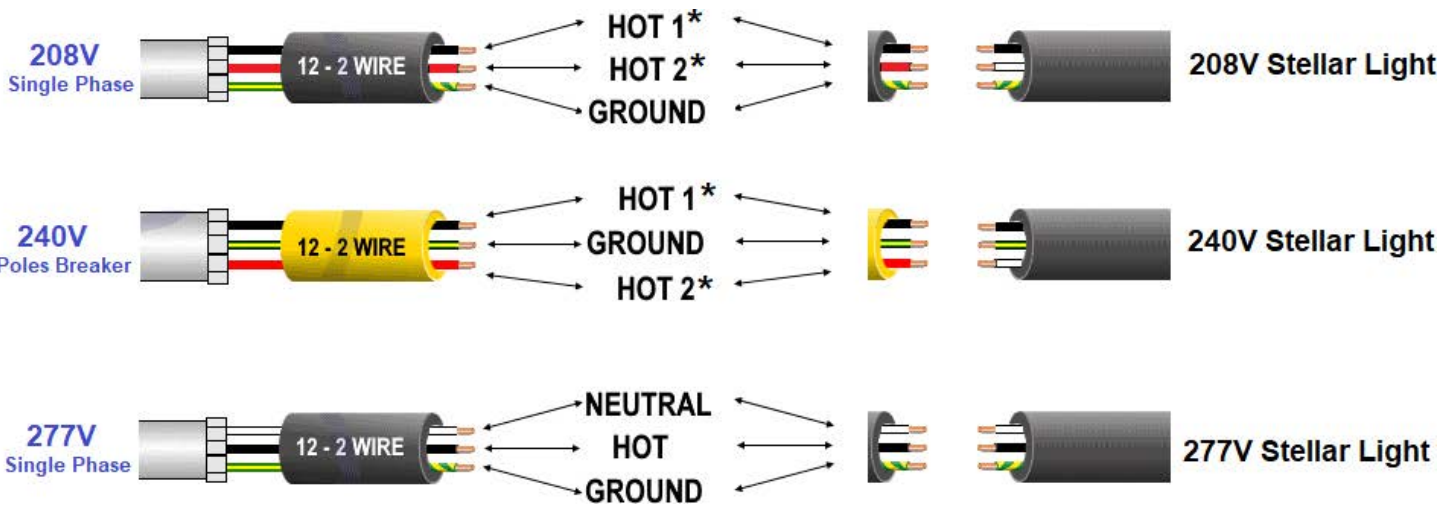 208V
Single Phase
12 - 2 WIRE
HOT 1*
HOT 2*
GROUND
208V Stellar Light
240V
Poles Breaker
12 - 2 WIRE
HOT 1*
GROUND
HOT 2*
240V Stellar Light
277V
Single Phase
12 - 2 WIRE
NEUTRAL
HOT
GROUND
277V Stellar Light